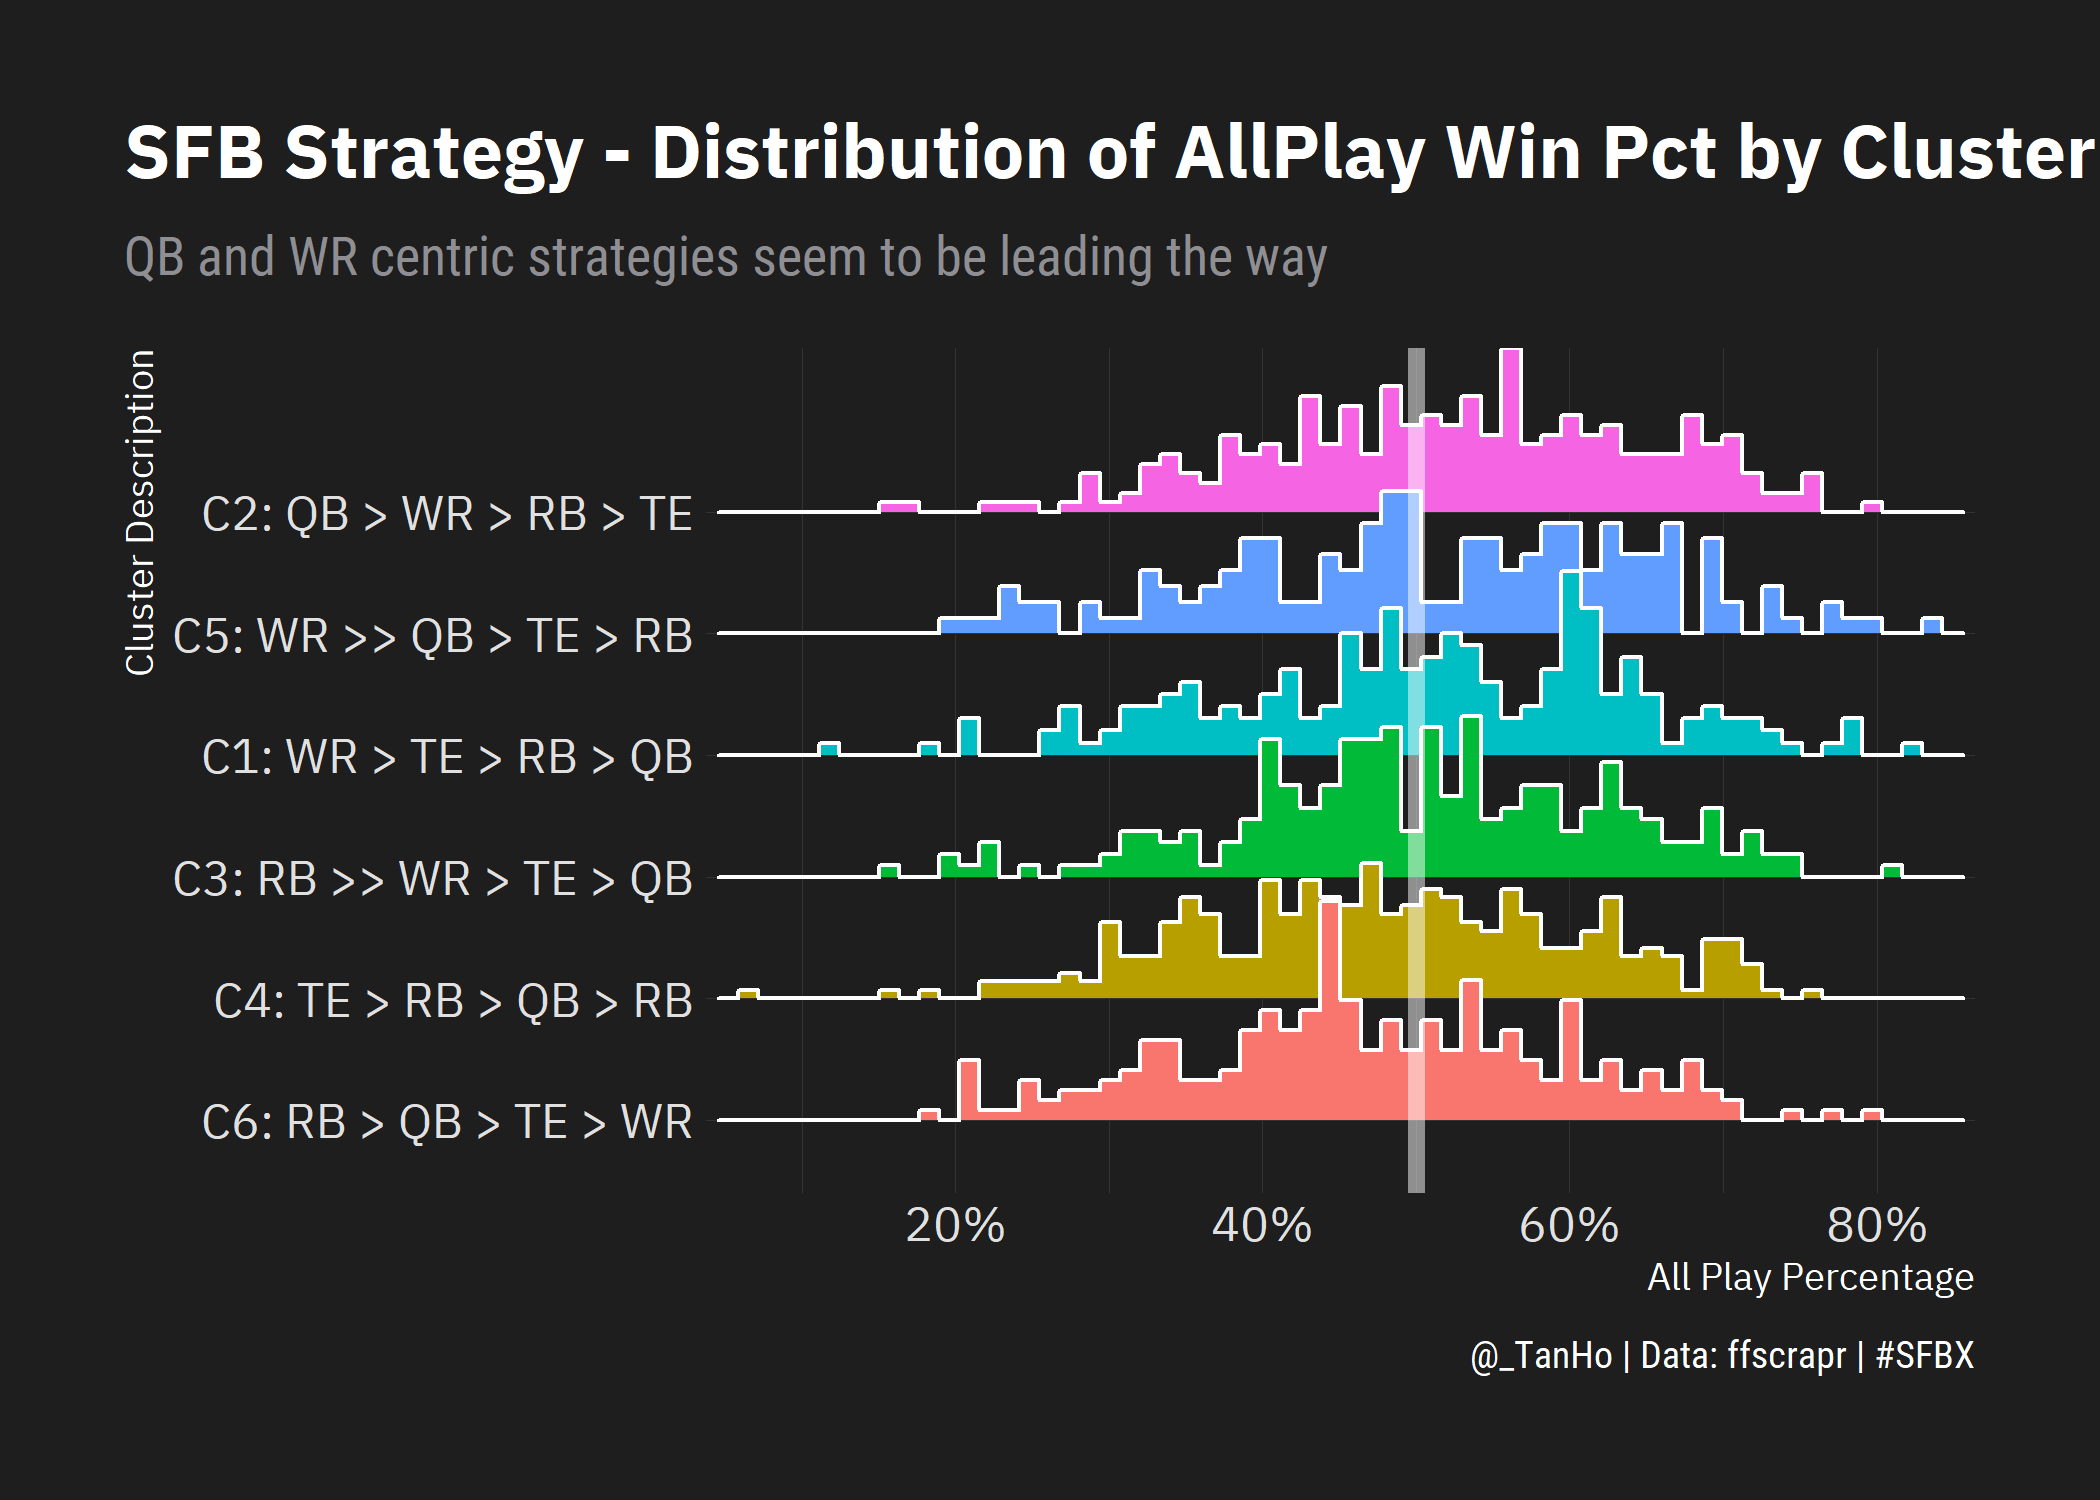 SFB Strategy - Distribution of AllPlay Win Pct by Cluster
QB and WR centric strategies seem to be leading the way
Cluster Description
C2: QB > WR > RB > TE
C5: WR >> QB > TE > RB
C1: WR > TE > RB > QB
C3: RB >> WR > TE > QB
C4: TE > RB > QB > RB
C6: RB > QB > TE > WR
20% 40% 60% 80%
All Play Percentage
@_TanHo | Data: ffscrapr | #SFBX